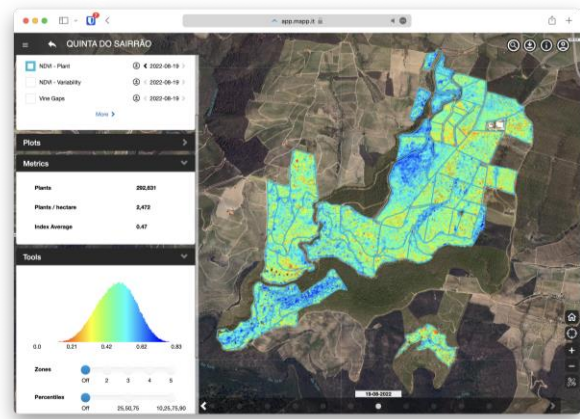 app.mapp.it
QUINTA DO SAIRRÃO
NDVI - Plant 2022-08-19
NDVI - Variability 2022-08-19
Vine Gaps 2022-08-19
More
Plots
Metrics
Plants 292,831
Plants / hectare 2,472
Index Average 0.47
Tools
0.0 0.21 0.42 0.62 0.83
Zones
Off 2 3 4 5
Percentiles
Off 25,50,75 10,25,75,90
19-08-2022